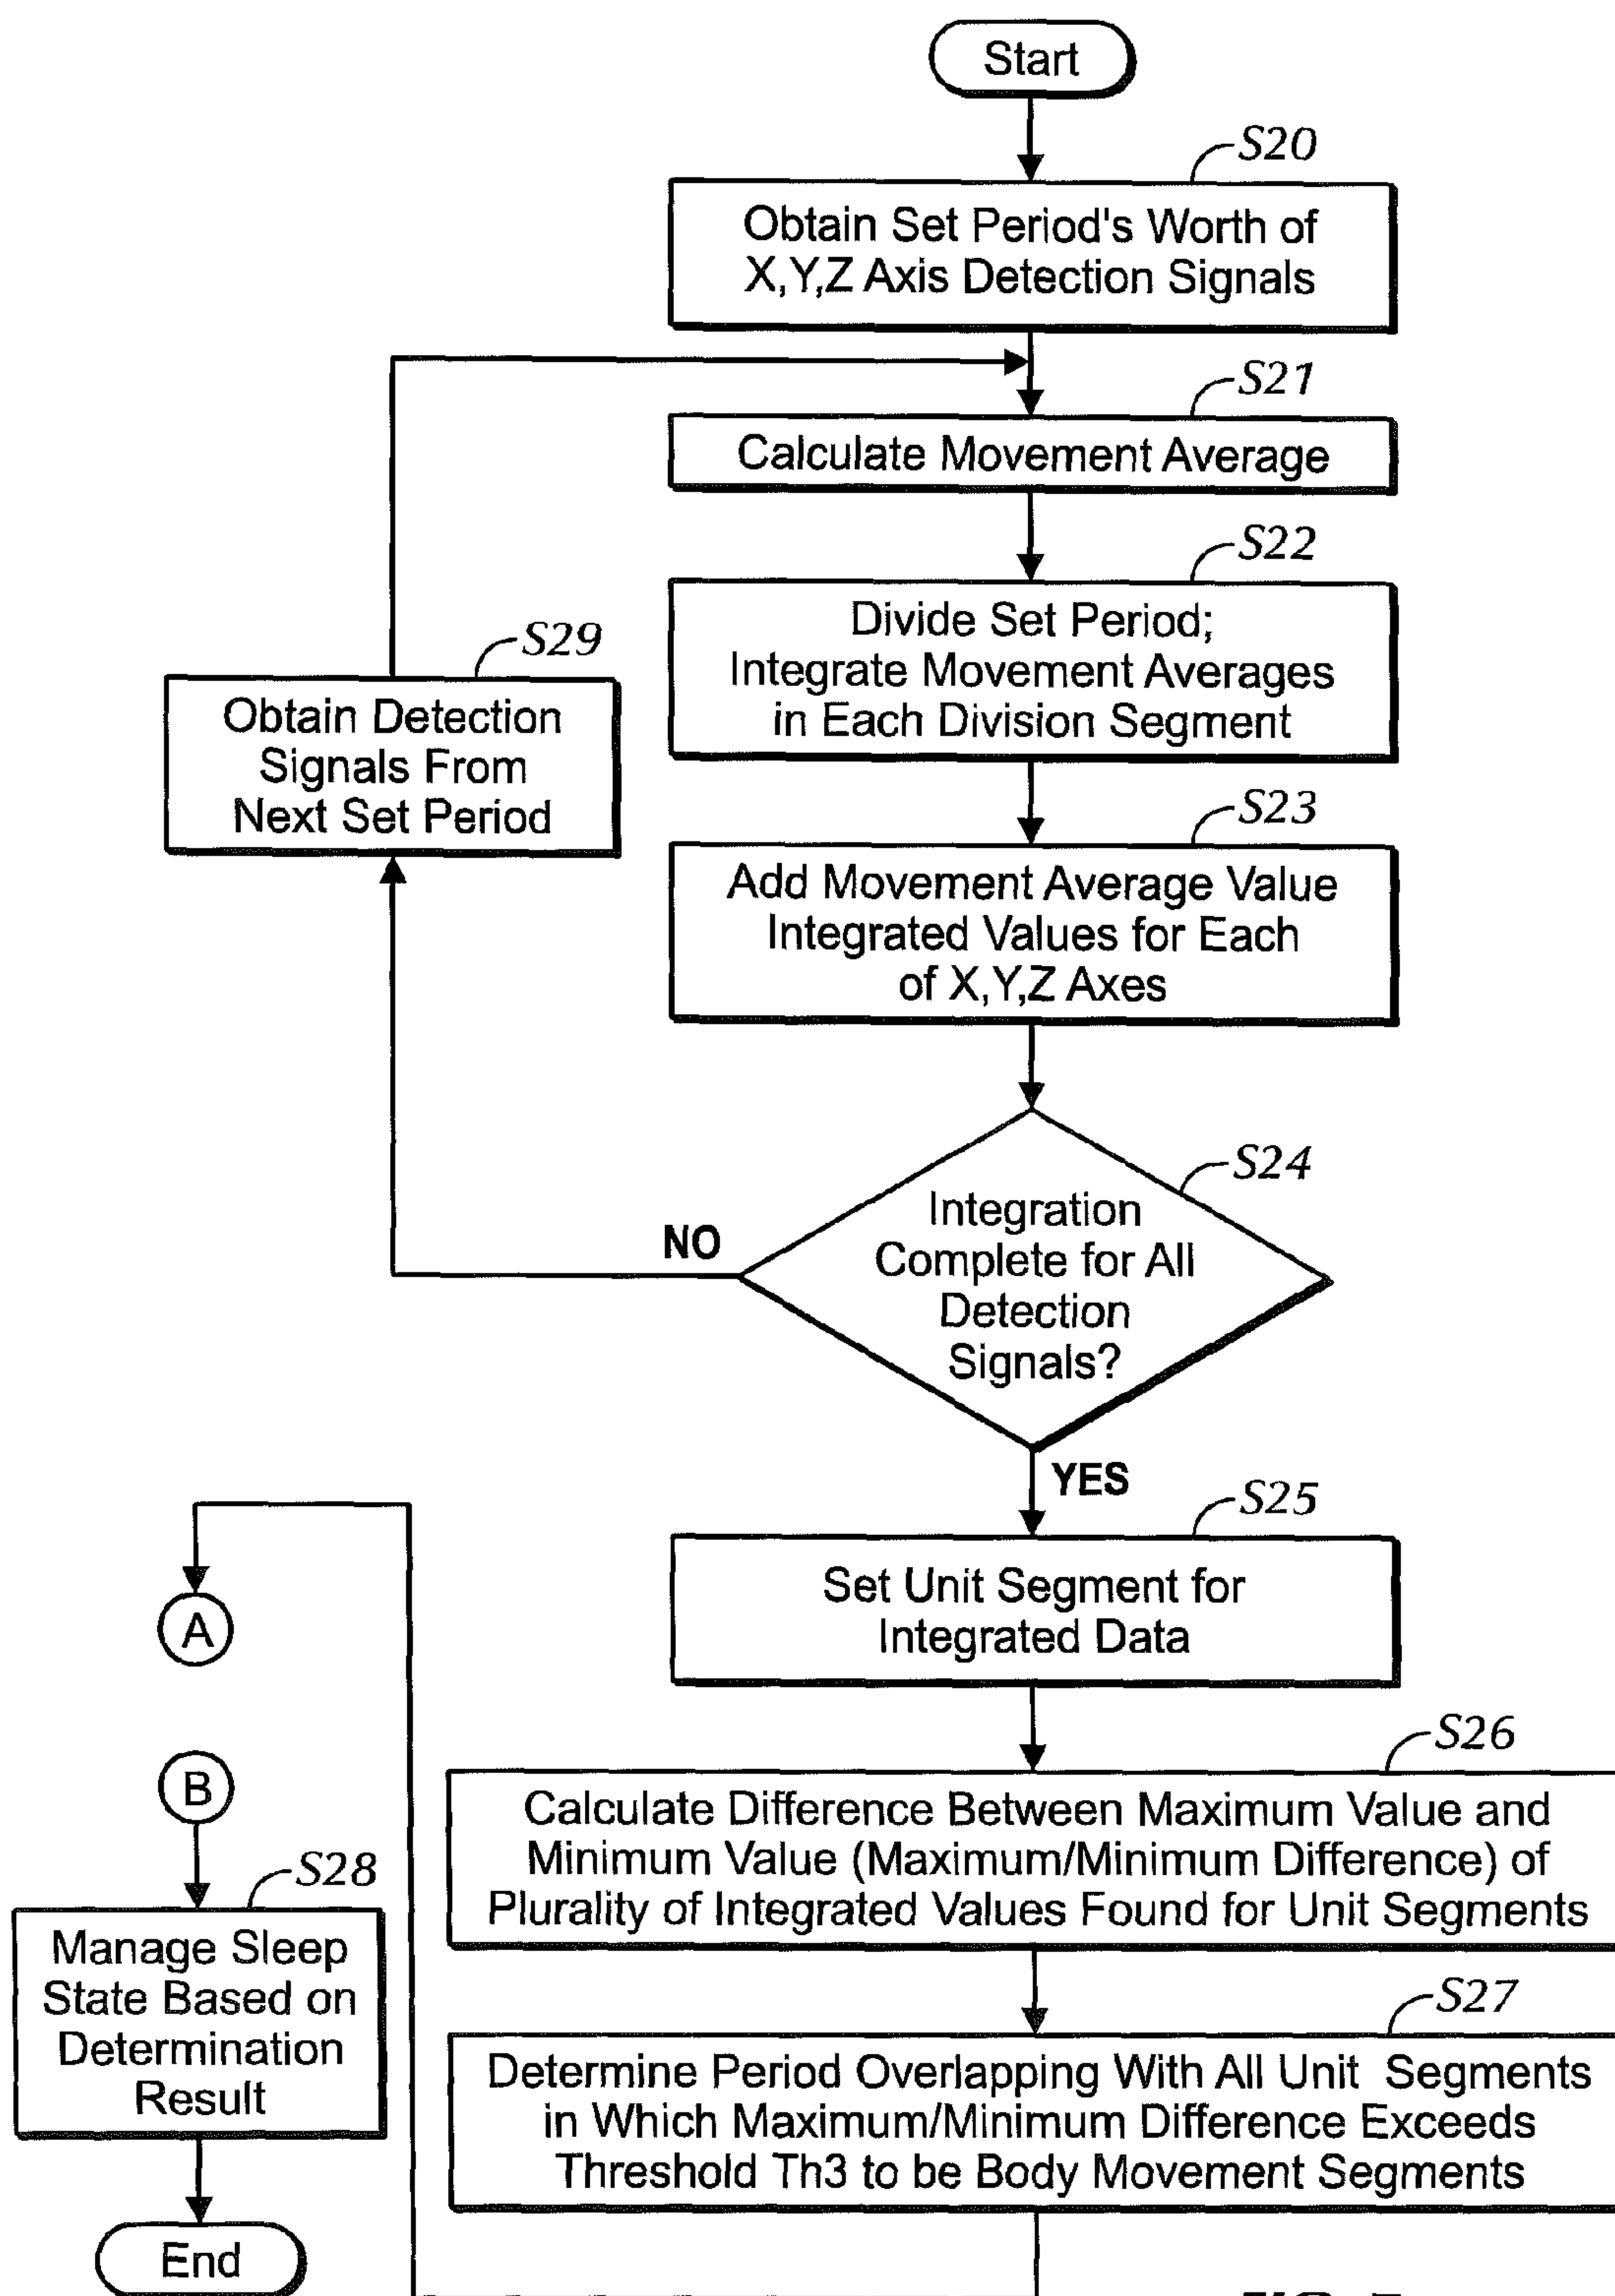 Start
S20
Obtain Set Period's Worth of
X,Y,Z Axis Detection Signals
S21
Calculate Movement Average
S22
Divide Set Period;
Integrate Movement Averages
in Each Division Segment
S29
Obtain Detection
Signals From
Next Set Period
S23
Add Movement Average Value
Integrated Values for Each
of X,Y,Z Axes
S24
Integration
Complete for All
Detection
Signals?
NO
YES
S25
Set Unit Segment for
Integrated Data
A
S26
Calculate Difference Between Maximum Value and
Minimum Value (Maximum/Minimum Difference) of
Plurality of Integrated Values Found for Unit Segments
S27
Determine Period Overlapping With All Unit Segments
in Which Maximum/Minimum Difference Exceeds
Threshold Th3 to be Body Movement Segments
B
S28
Manage Sleep
State Based on
Determination
Result
End